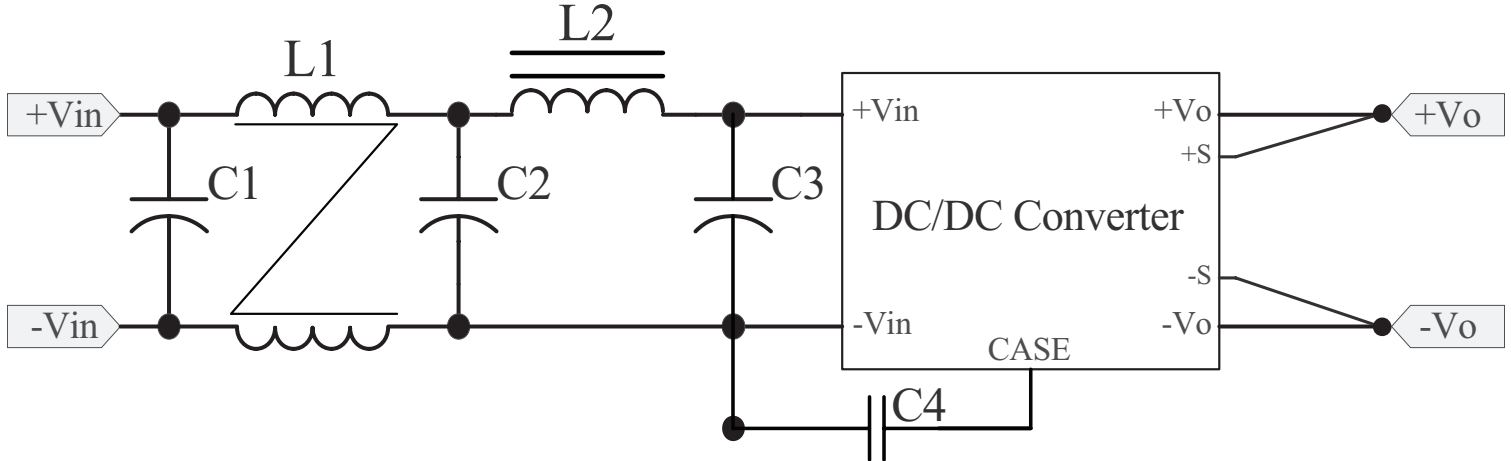 L1
L2
+Vin
+Vin
+Vo
+Vo
+S
C1
C2
C3
DC/DC Converter
-S
-Vin
-Vin
-Vo
-Vo
CASE
C4